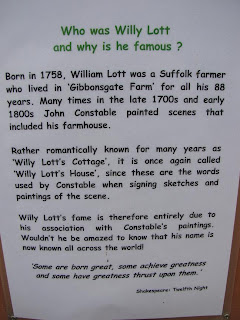 Who was Willy Lott
and why is he famous ?
Born in 1758, William Lott was a Suffolk farmer
who lived in 'Gibbonsgate Farm' for all his 88
years. Many times in the late 1700s and early
1800s John Constable painted scenes that
included his farmhouse.
Rather romantically known for many years as
'Willy Lott's Cottage', it is once again called
'Willy Lott's House', since these are the words
used by Constable when signing sketches and
paintings of the scene.
Willy Lott's fame is therefore entirely due to
his association with Constable's paintings.
Wouldn't he be amazed to know that his name is
now known all across the world!
'Some are born great, some achieve greatness
and some have greatness thrust upon them.'
Shakespeare: Twelfth Night